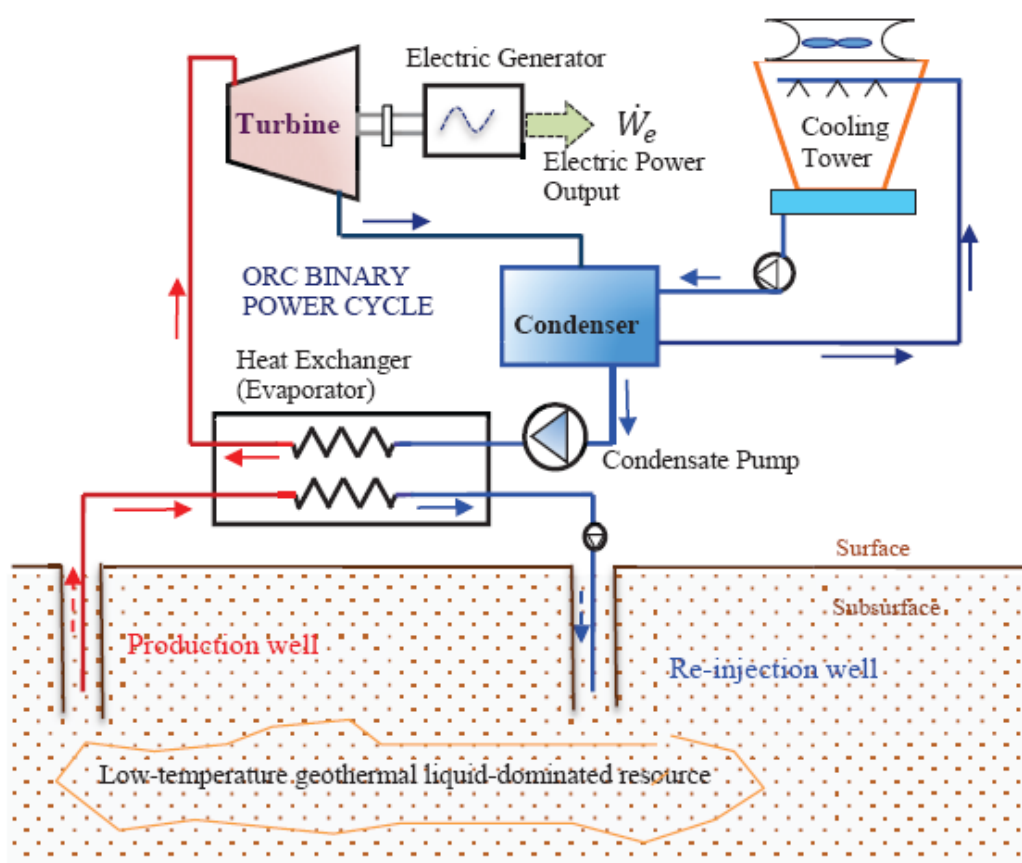 Electric Generator
Turbine
Ẇe
Electric Power
Output
Cooling
Tower
ORC BINARY
POWER CYCLE
Condenser
Heat Exchanger
(Evaporator)
Condensate Pump
Surface
Subsurface
Production well
Re-injection well
Low-temperature geothermal liquid-dominated resource